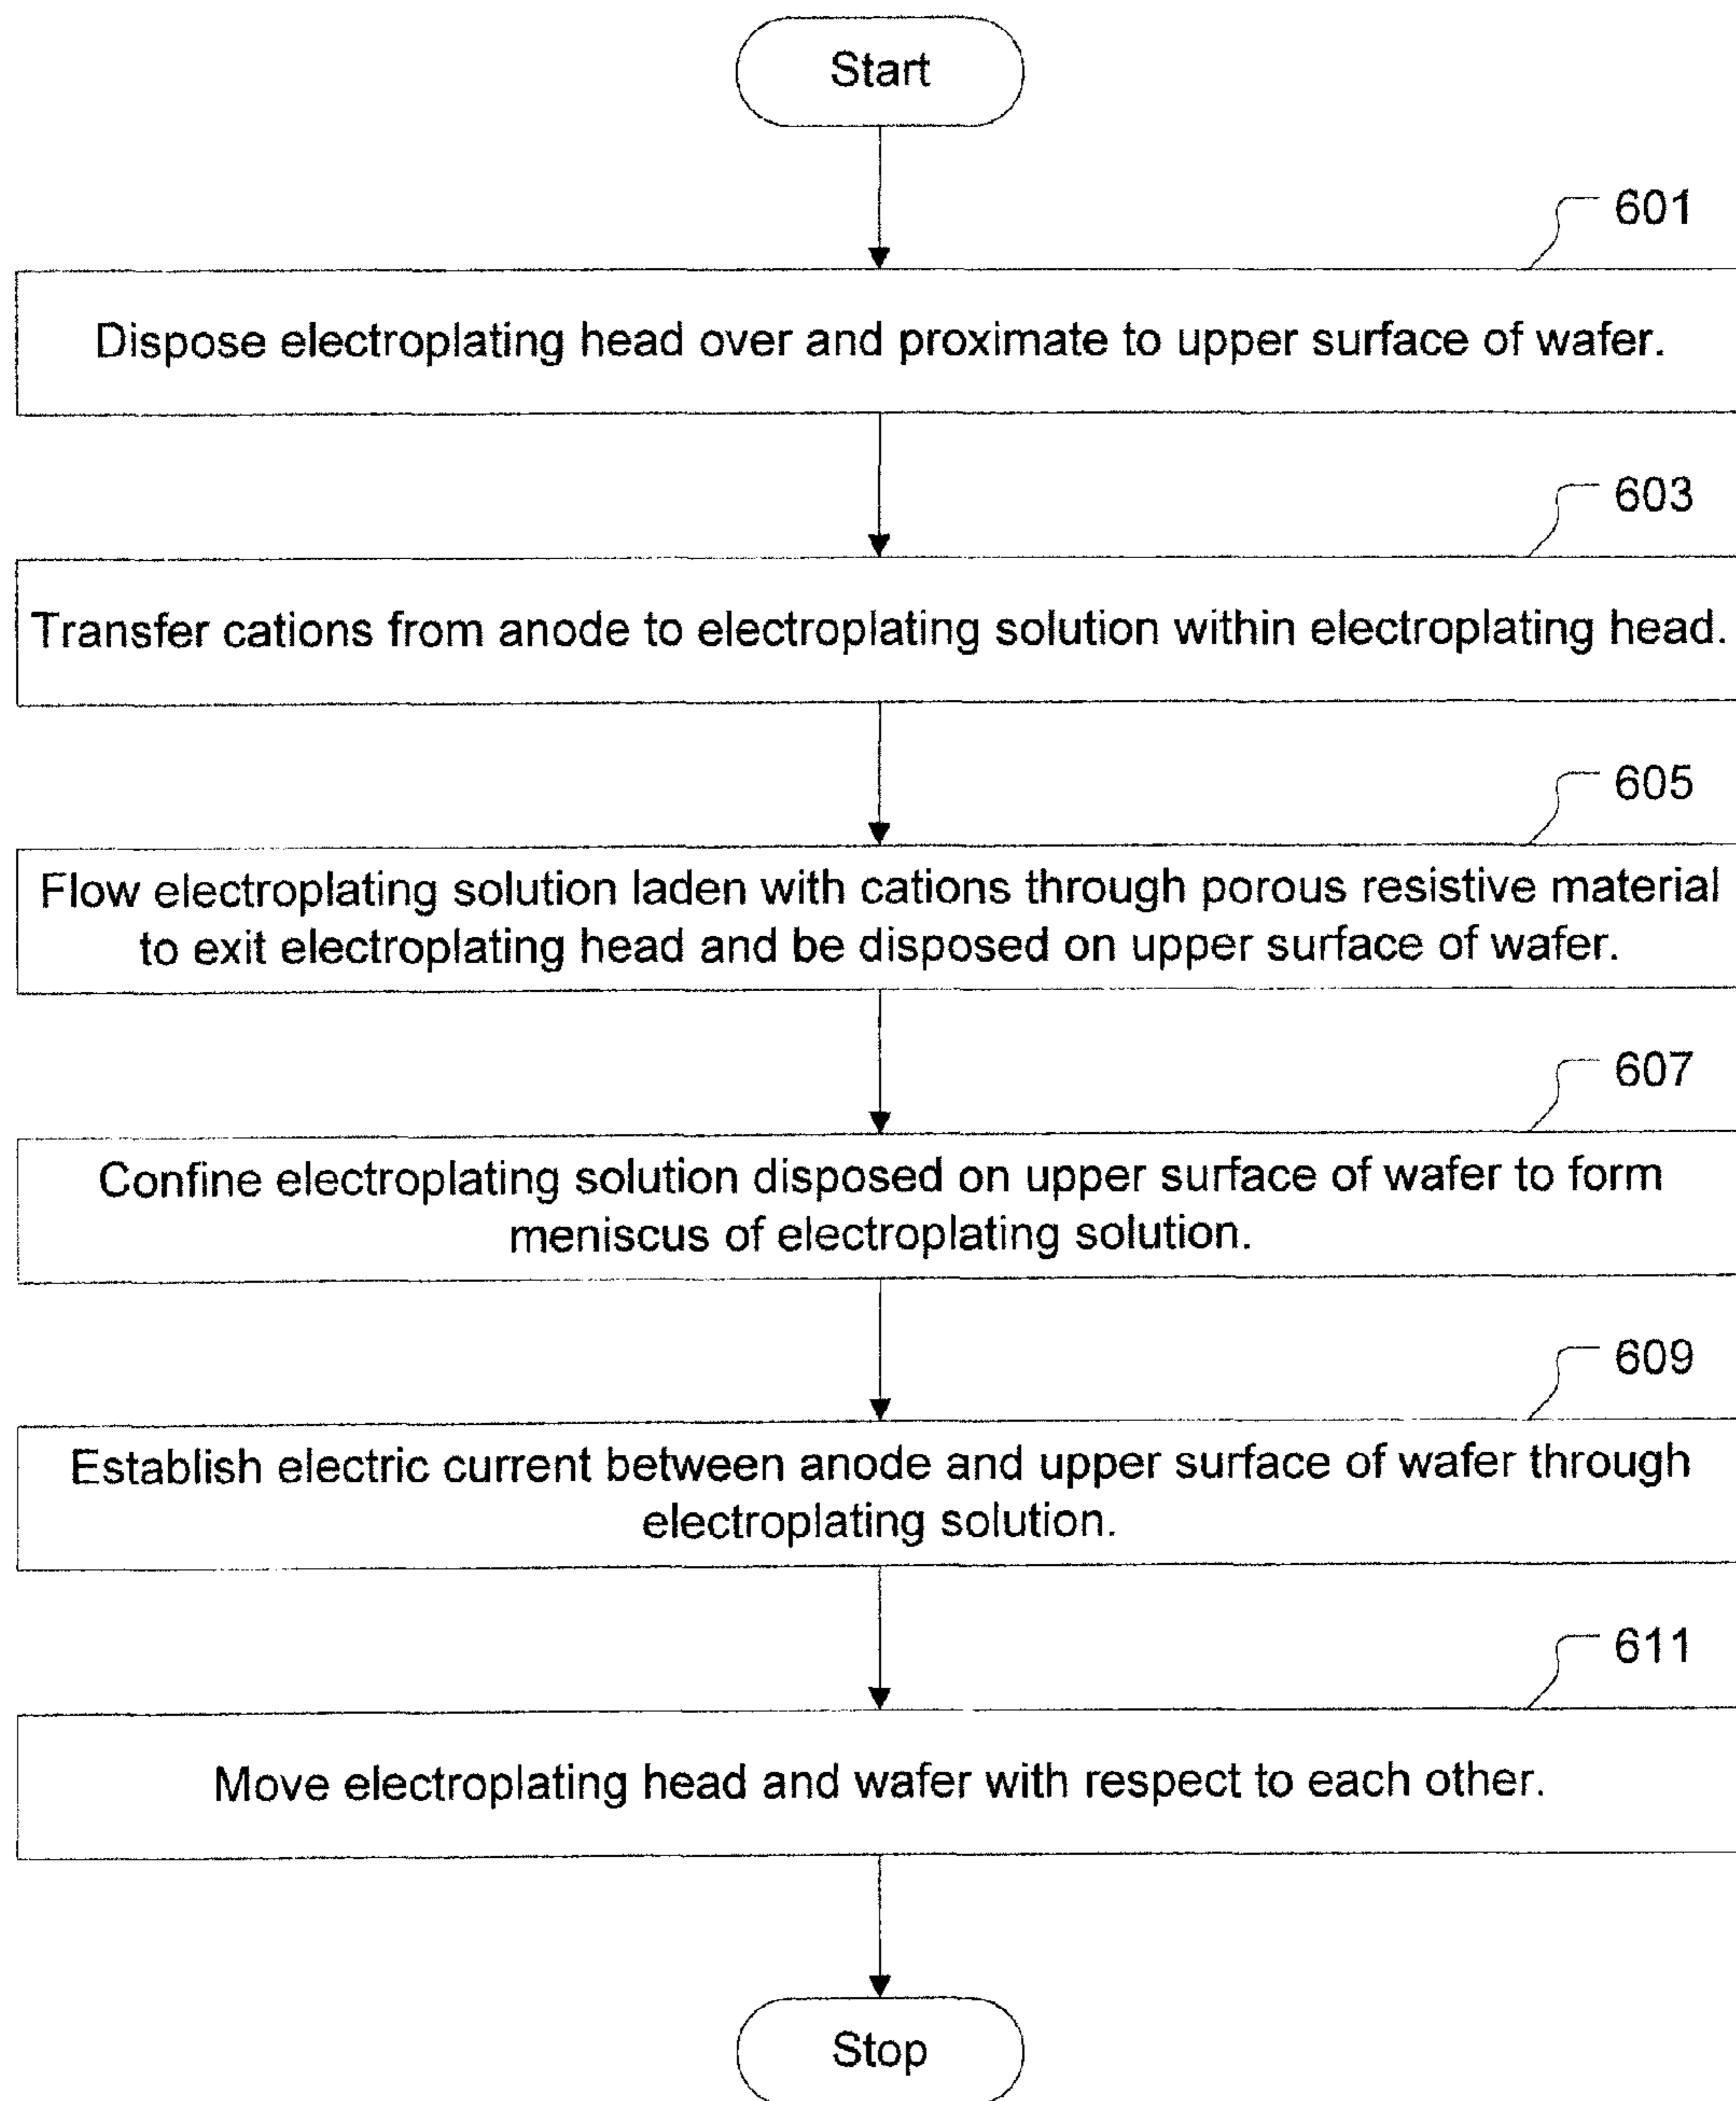 Start
601
Dispose electroplating head over and proximate to upper surface of wafer.
603
Transfer cations from anode to electroplating solution within electroplating head.
605
Flow electroplating solution laden with cations through porous resistive material
to exit electroplating head and be disposed on upper surface of wafer.
607
Confine electroplating solution disposed on upper surface of wafer to form
meniscus of electroplating solution.
609
Establish electric current between anode and upper surface of wafer through
electroplating solution.
611
Move electroplating head and wafer with respect to each other.
Stop